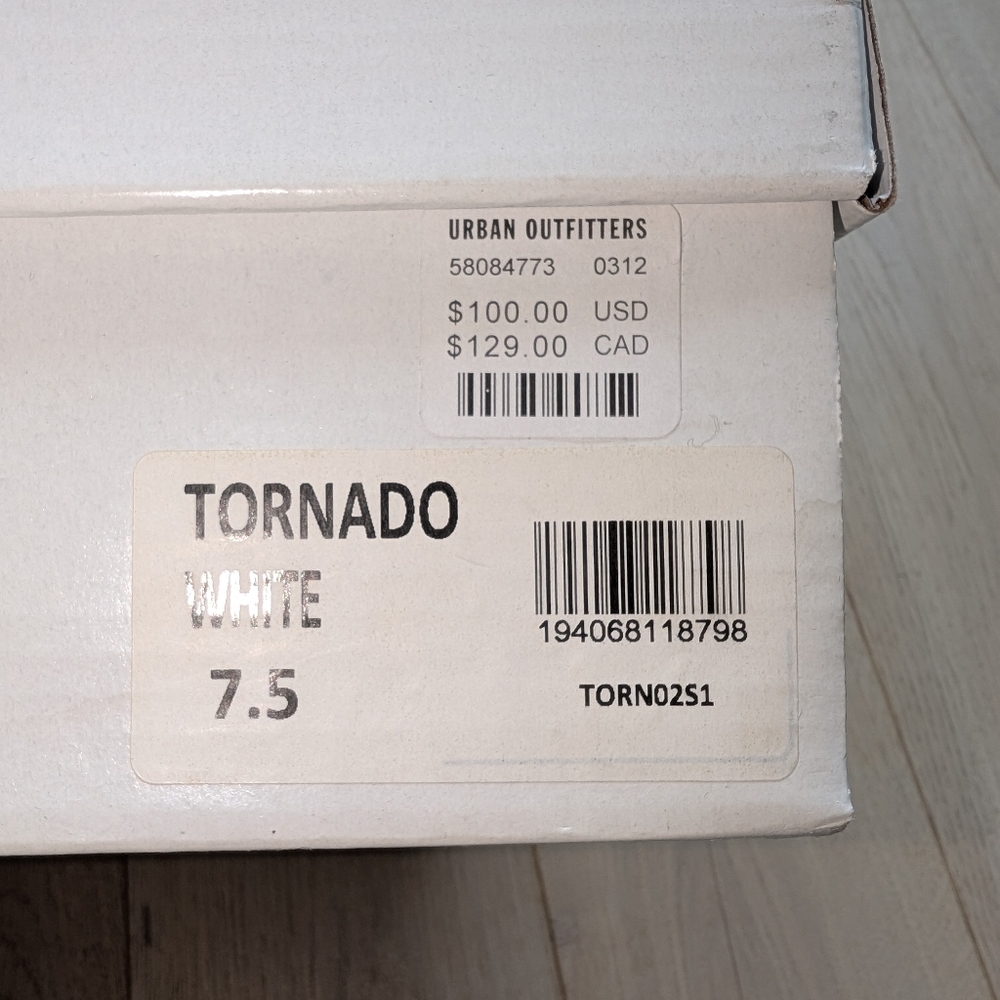 URBAN OUTFITTERS
58084773 0312
$100.00 USD
$129.00 CAD
TORNADO
WHITE
7.5
194068118798
TORN02S1